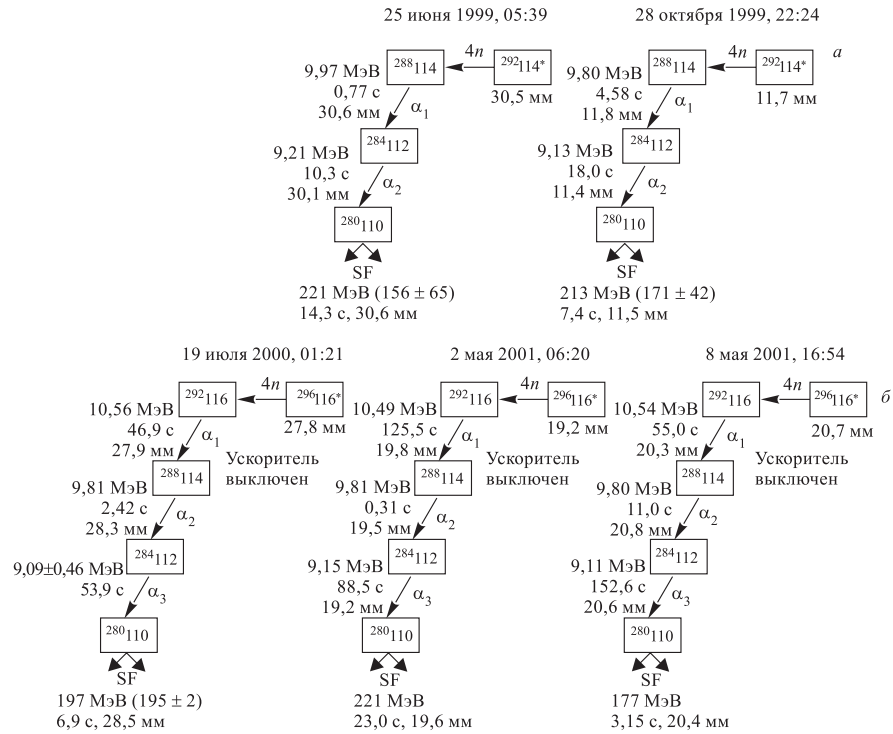 25 июня 1999, 05:39
28 октября 1999, 22:24
а
9,97 МэВ
0,77 с
30,6 мм
²⁸⁸114
4n
²⁹²114*
30,5 мм
α₁
9,21 МэВ
10,3 с
30,1 мм
²⁸⁴112
α₂
²⁸⁰110
SF
221 МэВ (156 ± 65)
14,3 с, 30,6 мм
9,80 МэВ
4,58 с
11,8 мм
²⁸⁸114
4n
²⁹²114*
11,7 мм
α₁
9,13 МэВ
18,0 с
11,4 мм
²⁸⁴112
α₂
²⁸⁰110
SF
213 МэВ (171 ± 42)
7,4 с, 11,5 мм
19 июля 2000, 01:21
2 мая 2001, 06:20
8 мая 2001, 16:54
б
10,56 МэВ
46,9 с
27,9 мм
²⁹²116
4n
²⁹⁶116*
27,8 мм
α₁
Ускоритель
выключен
9,81 МэВ
2,42 с
28,3 мм
²⁸⁸114
α₂
9,09±0,46 МэВ
53,9 с
²⁸⁴112
α₃
²⁸⁰110
SF
197 МэВ (195 ± 2)
6,9 с, 28,5 мм
10,49 МэВ
125,5 с
19,8 мм
²⁹²116
4n
²⁹⁶116*
19,2 мм
α₁
Ускоритель
выключен
9,81 МэВ
0,31 с
19,5 мм
²⁸⁸114
α₂
9,15 МэВ
88,5 с
19,2 мм
²⁸⁴112
α₃
²⁸⁰110
SF
221 МэВ
23,0 с, 19,6 мм
10,54 МэВ
55,0 с
20,3 мм
²⁹²116
4n
²⁹⁶116*
20,7 мм
α₁
Ускоритель
выключен
9,80 МэВ
11,0 с
20,8 мм
²⁸⁸114
α₂
9,11 МэВ
152,6 с
20,6 мм
²⁸⁴112
α₃
²⁸⁰110
SF
177 МэВ
3,15 с, 20,4 мм